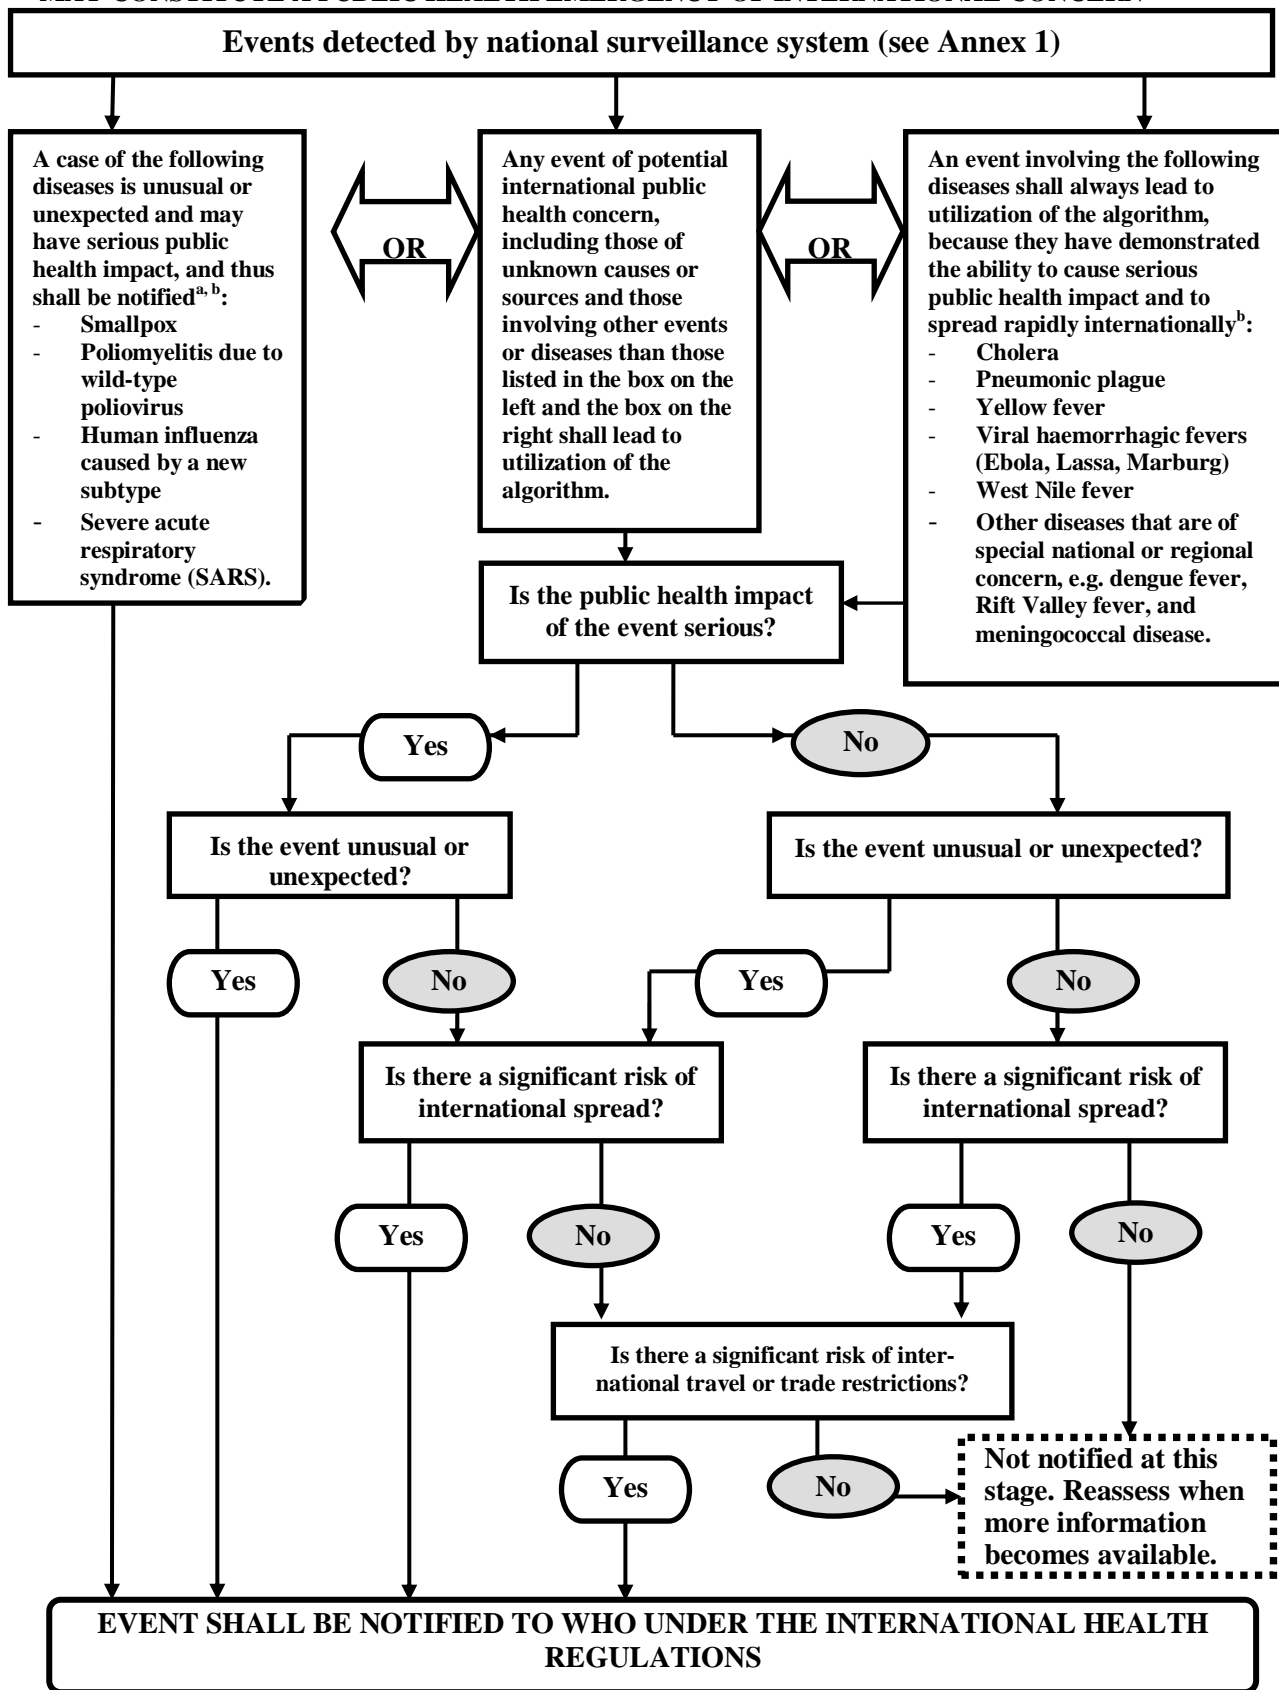 MAY CONSTITUTE A PUBLIC HEALTH EMERGENCY OF INTERNATIONAL CONCERN
Events detected by national surveillance system (see Annex 1)
A case of the following
diseases is unusual or
unexpected and may
have serious public
health impact, and thus
shall be notifiedᵃ, ᵇ:
- Smallpox
- Poliomyelitis due to
wild-type
poliovirus
- Human influenza
caused by a new
subtype
- Severe acute
respiratory
syndrome (SARS).
OR
Any event of potential
international public
health concern,
including those of
unknown causes or
sources and those
involving other events
or diseases than those
listed in the box on the
left and the box on the
right shall lead to
utilization of the
algorithm.
OR
An event involving the following
diseases shall always lead to
utilization of the algorithm,
because they have demonstrated
the ability to cause serious
public health impact and to
spread rapidly internationallyᵇ:
- Cholera
- Pneumonic plague
- Yellow fever
- Viral haemorrhagic fevers
(Ebola, Lassa, Marburg)
- West Nile fever
- Other diseases that are of
special national or regional
concern, e.g. dengue fever,
Rift Valley fever, and
meningococcal disease.
Is the public health impact
of the event serious?
Yes
No
Is the event unusual or
unexpected?
Is the event unusual or unexpected?
Yes
No
Yes
No
Is there a significant risk of
international spread?
Is there a significant risk of
international spread?
Yes
No
Yes
No
Is there a significant risk of inter-
national travel or trade restrictions?
Yes
No
Not notified at this
stage. Reassess when
more information
becomes available.
EVENT SHALL BE NOTIFIED TO WHO UNDER THE INTERNATIONAL HEALTH
REGULATIONS